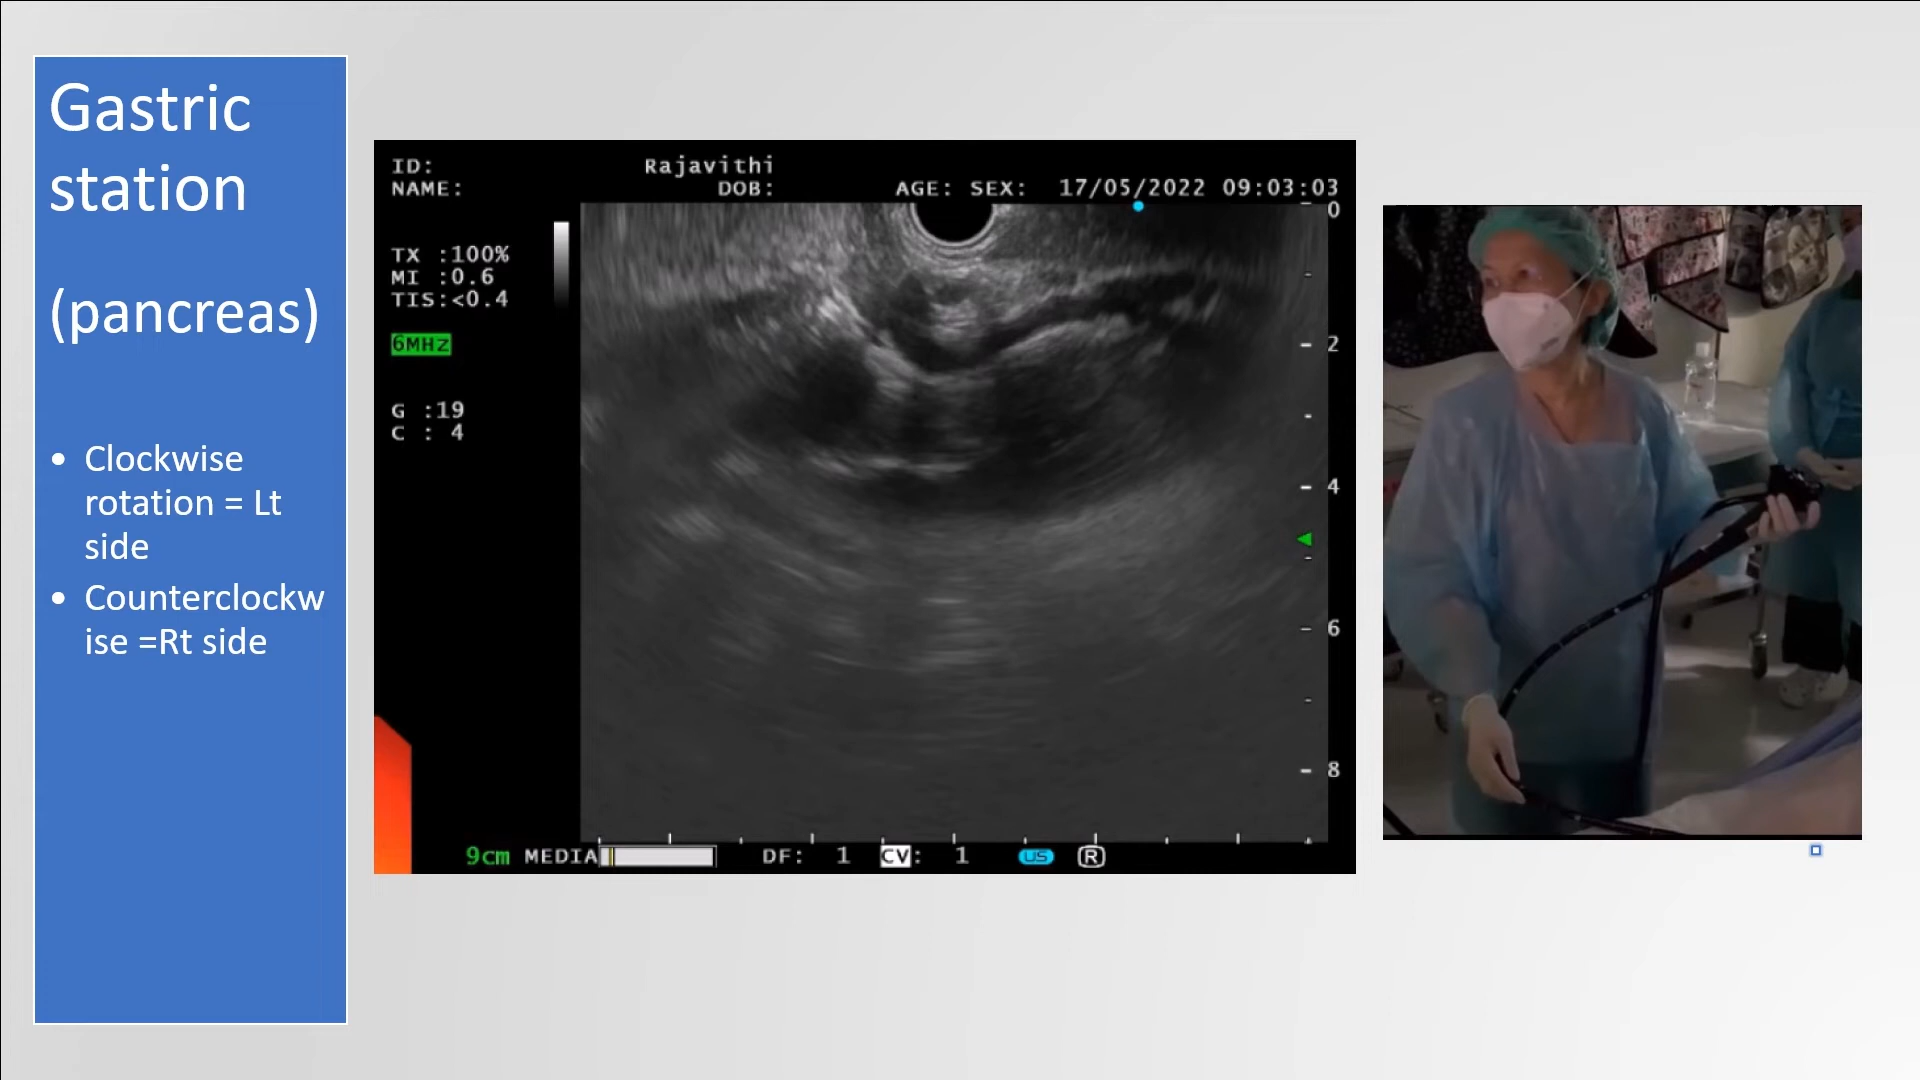 Gastric
station
(pancreas)
• Clockwise
rotation = Lt
side
• Counterclockw
ise =Rt side
ID: Rajavithi
NAME: DOB: AGE: SEX: 17/05/2022 09:03:03
TX :100%
MI :0.6
TIS:<0.4
6MHz
G :19
C : 4
0
2
4
6
8
9cm MEDIA DF: 1 CV: 1 US R